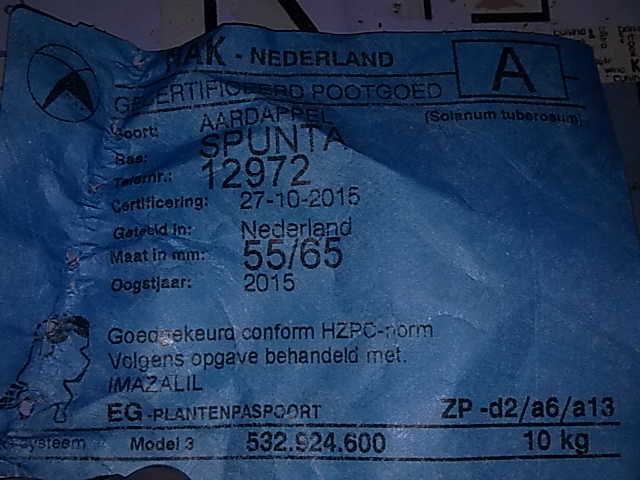 NAK - NEDERLAND
A
GECERTIFICEERD POOTGOED
(Solanum tuberosum)
Soort: AARDAPPEL
Ras: SPUNTA
Telernr.: 12972
Certificering: 27-10-2015
Geteeld in: Nederland
Maat in mm: 55/65
Oogstjaar: 2015
Goedgekeurd conform HZPC-norm
Volgens opgave behandeld met.
IMAZALIL
EG-PLANTENPASPOORT ZP -d2/a6/a13
systeem Model 3 532.924.600 10 kg